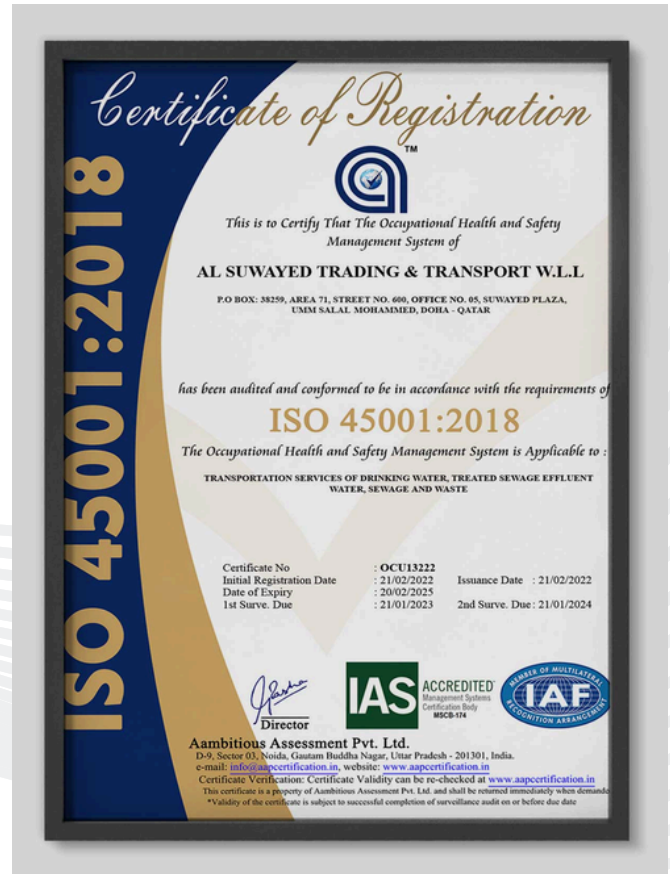 Certificate of Registration
TM
This is to Certify That The Occupational Health and Safety
Management System of
AL SUWAYED TRADING & TRANSPORT W.L.L
P.O BOX: 38259, AREA 71, STREET NO. 600, OFFICE NO. 05, SUWAYED PLAZA,
UMM SALAL MOHAMMED, DOHA - QATAR
has been audited and conformed to be in accordance with the requirements of
ISO 45001:2018
The Occupational Health and Safety Management System is Applicable to :
TRANSPORTATION SERVICES OF DRINKING WATER, TREATED SEWAGE EFFLUENT
WATER, SEWAGE AND WASTE
Certificate No : OCU13222
Initial Registration Date : 21/02/2022 Issuance Date : 21/02/2022
Date of Expiry : 20/02/2025
1st Surve. Due : 21/01/2023 2nd Surve. Due : 21/01/2024
ISO 45001:2018
Director
IAS ACCREDITED
Management Systems
Certification Body
MSCB-174
MEMBER OF MULTILATERAL
IAF
RECOGNITION ARRANGEMENT
Aambitious Assessment Pvt. Ltd.
D-9, Sector 03, Noida, Gautam Buddha Nagar, Uttar Pradesh - 201301, India.
e-mail: info@aapcertification.in, website: www.aapcertification.in
Certificate Verification: Certificate Validity can be re-checked at www.aapcertification.in
This certificate is a property of Aambitious Assessment Pvt. Ltd. and shall be returned immediately when demande
*Validity of the certificate is subject to successful completion of surveillance audit on or before due date